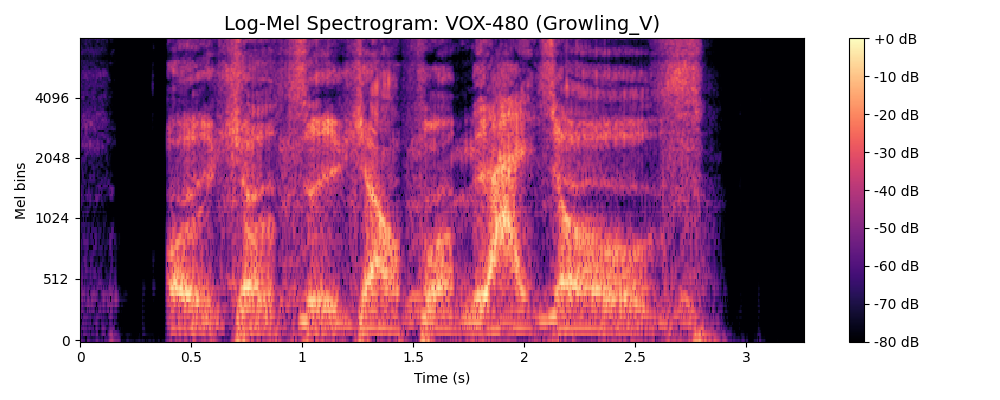 Log-Mel Spectrogram: VOX-480 (Growling_V)
Mel bins
4096
2048
1024
512
0
0
0.5
1
1.5
2
2.5
3
Time (s)
+0 dB
-10 dB
-20 dB
-30 dB
-40 dB
-50 dB
-60 dB
-70 dB
-80 dB